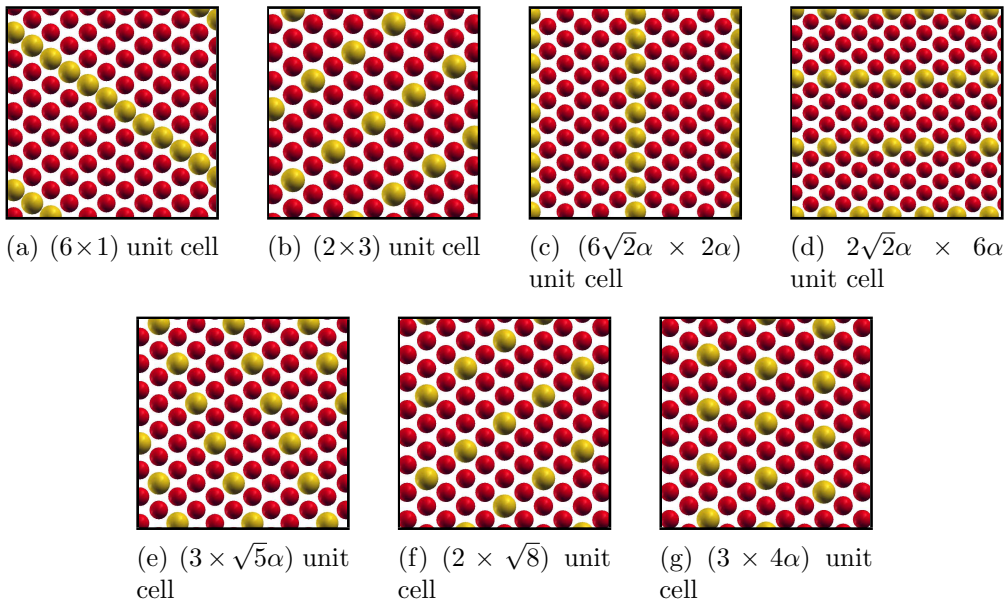 (a) (6×1) unit cell
(b) (2×3) unit cell
(c) (6√2α × 2α)
unit cell
(d) 2√2α × 6α
unit cell
(e) (3 × √5α) unit
cell
(f) (2 × √8) unit
cell
(g) (3 × 4α) unit
cell